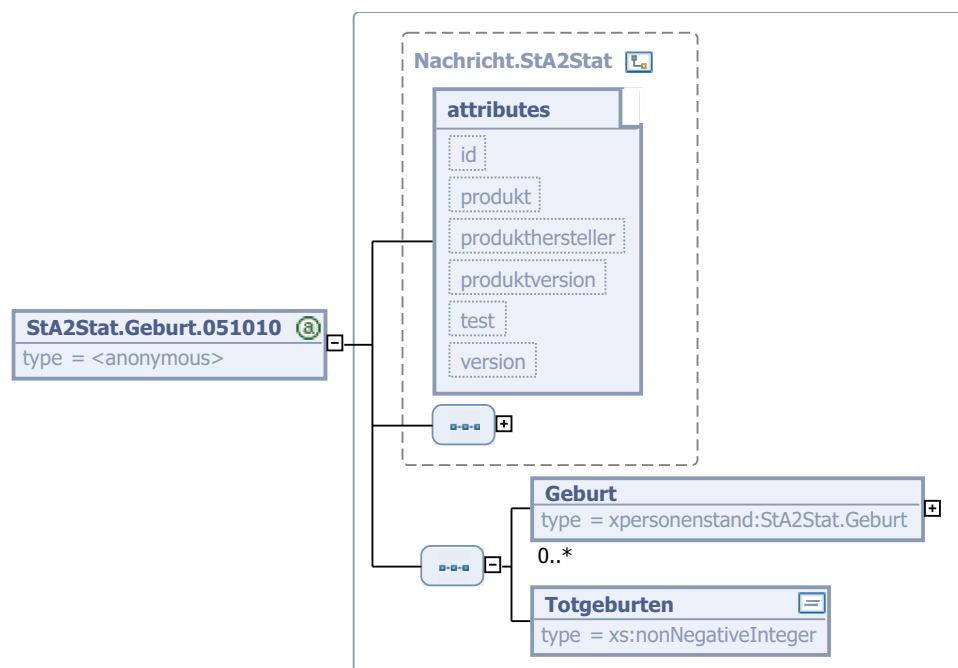 Nachricht.StA2Stat
attributes
id
produkt
produkthersteller
produktversion
test
version
StA2Stat.Geburt.051010
type = <anonymous>
Geburt
type = xpersonenstand:StA2Stat.Geburt
0..*
Totgeburten
type = xs:nonNegativeInteger